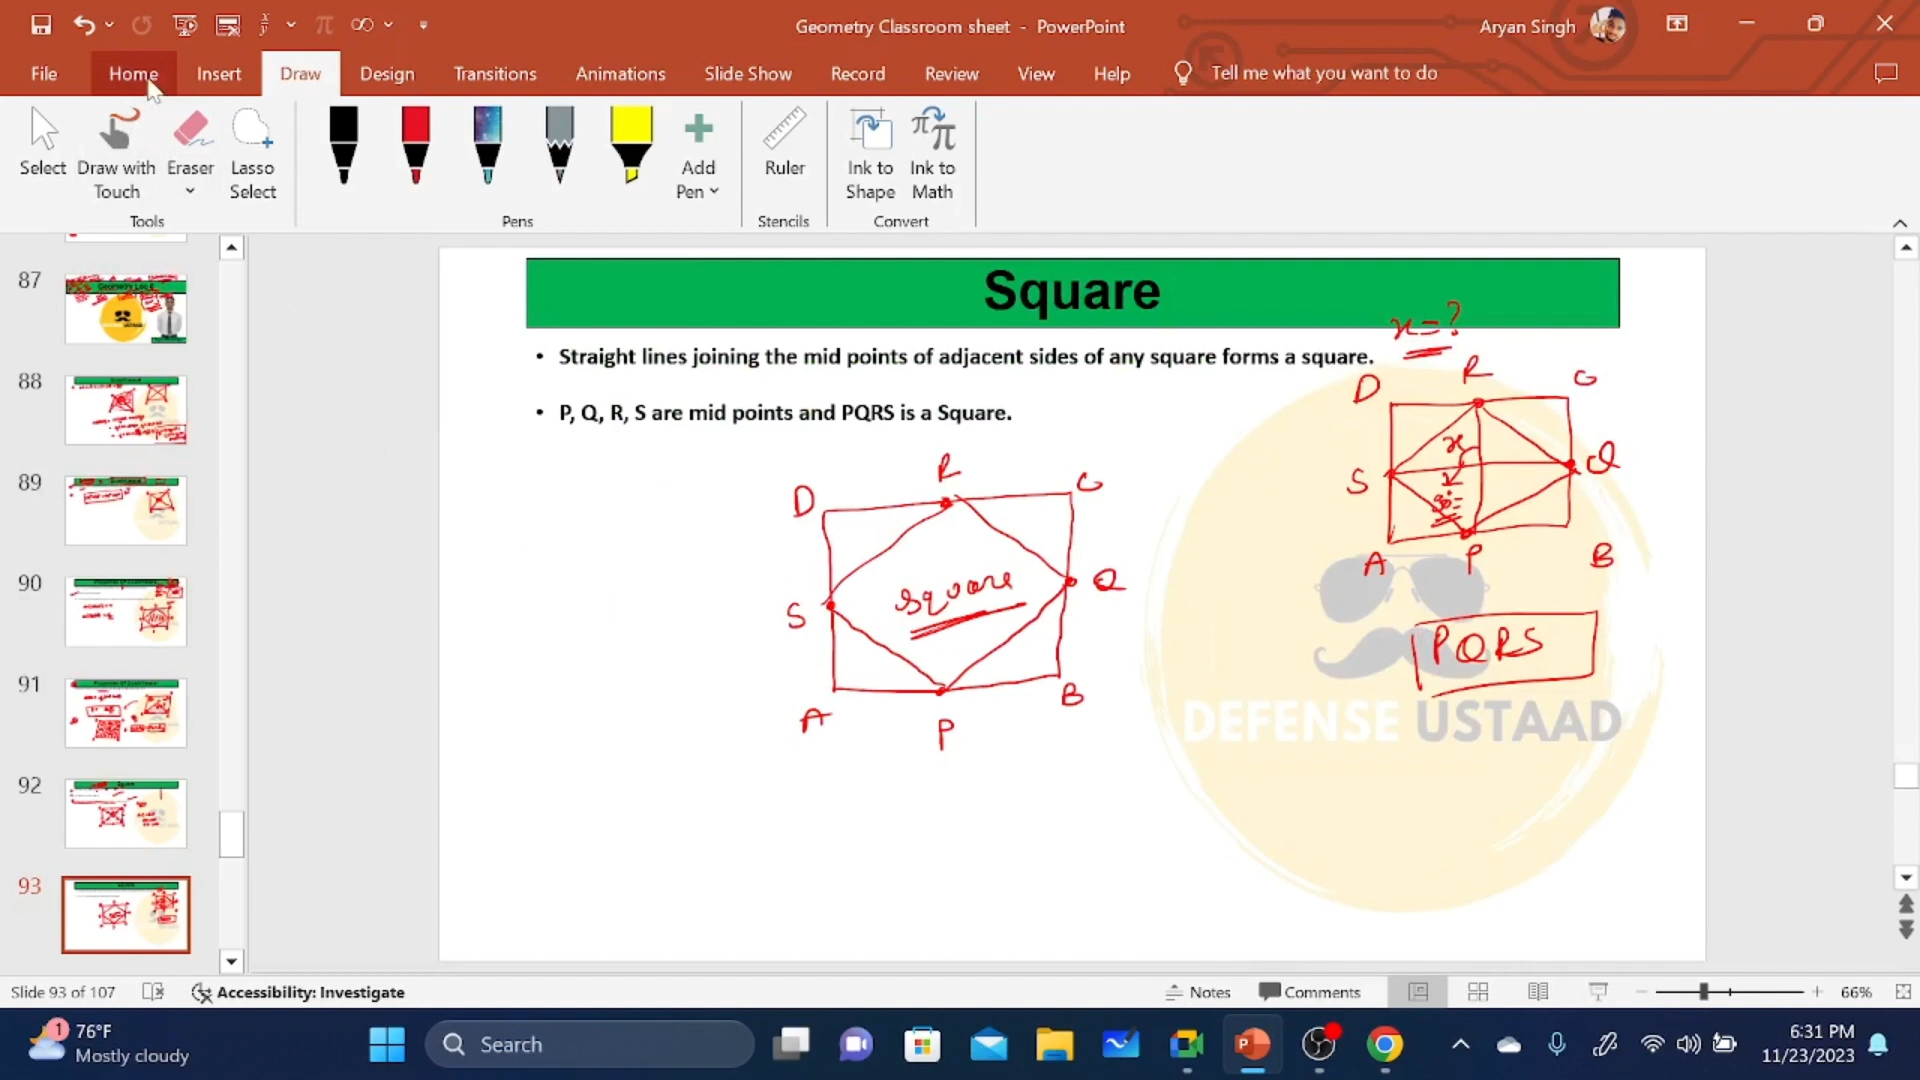 Geometry Classroom sheet - PowerPoint
Aryan Singh
File Home Insert Draw Design Transitions Animations Slide Show Record Review View Help Tell me what you want to do
Select
Draw with Touch
Eraser
Lasso Select
Add Pen
Ruler
Ink to Shape
Ink to Math
Tools
Pens
Stencils
Convert
87
88
89
90
91
92
93
Square
x = ?
• Straight lines joining the mid points of adjacent sides of any square forms a square.
• P, Q, R, S are mid points and PQRS is a Square.
D R C
S square Q
A P B
D R C
x
S Q
90°
A P B
PQRS
DEFENSE USTAAD
Slide 93 of 107
Accessibility: Investigate
Notes
Comments
66%
1
76°F
Mostly cloudy
Search
6:31 PM
11/23/2023